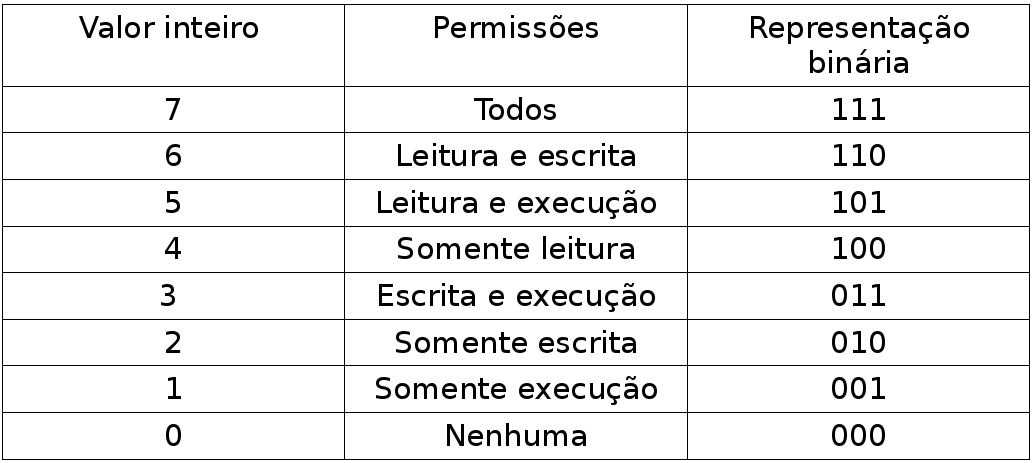 Valor inteiro Permissões Representação
binária
7 Todos 111
6 Leitura e escrita 110
5 Leitura e execução 101
4 Somente leitura 100
3 Escrita e execução 011
2 Somente escrita 010
1 Somente execução 001
0 Nenhuma 000